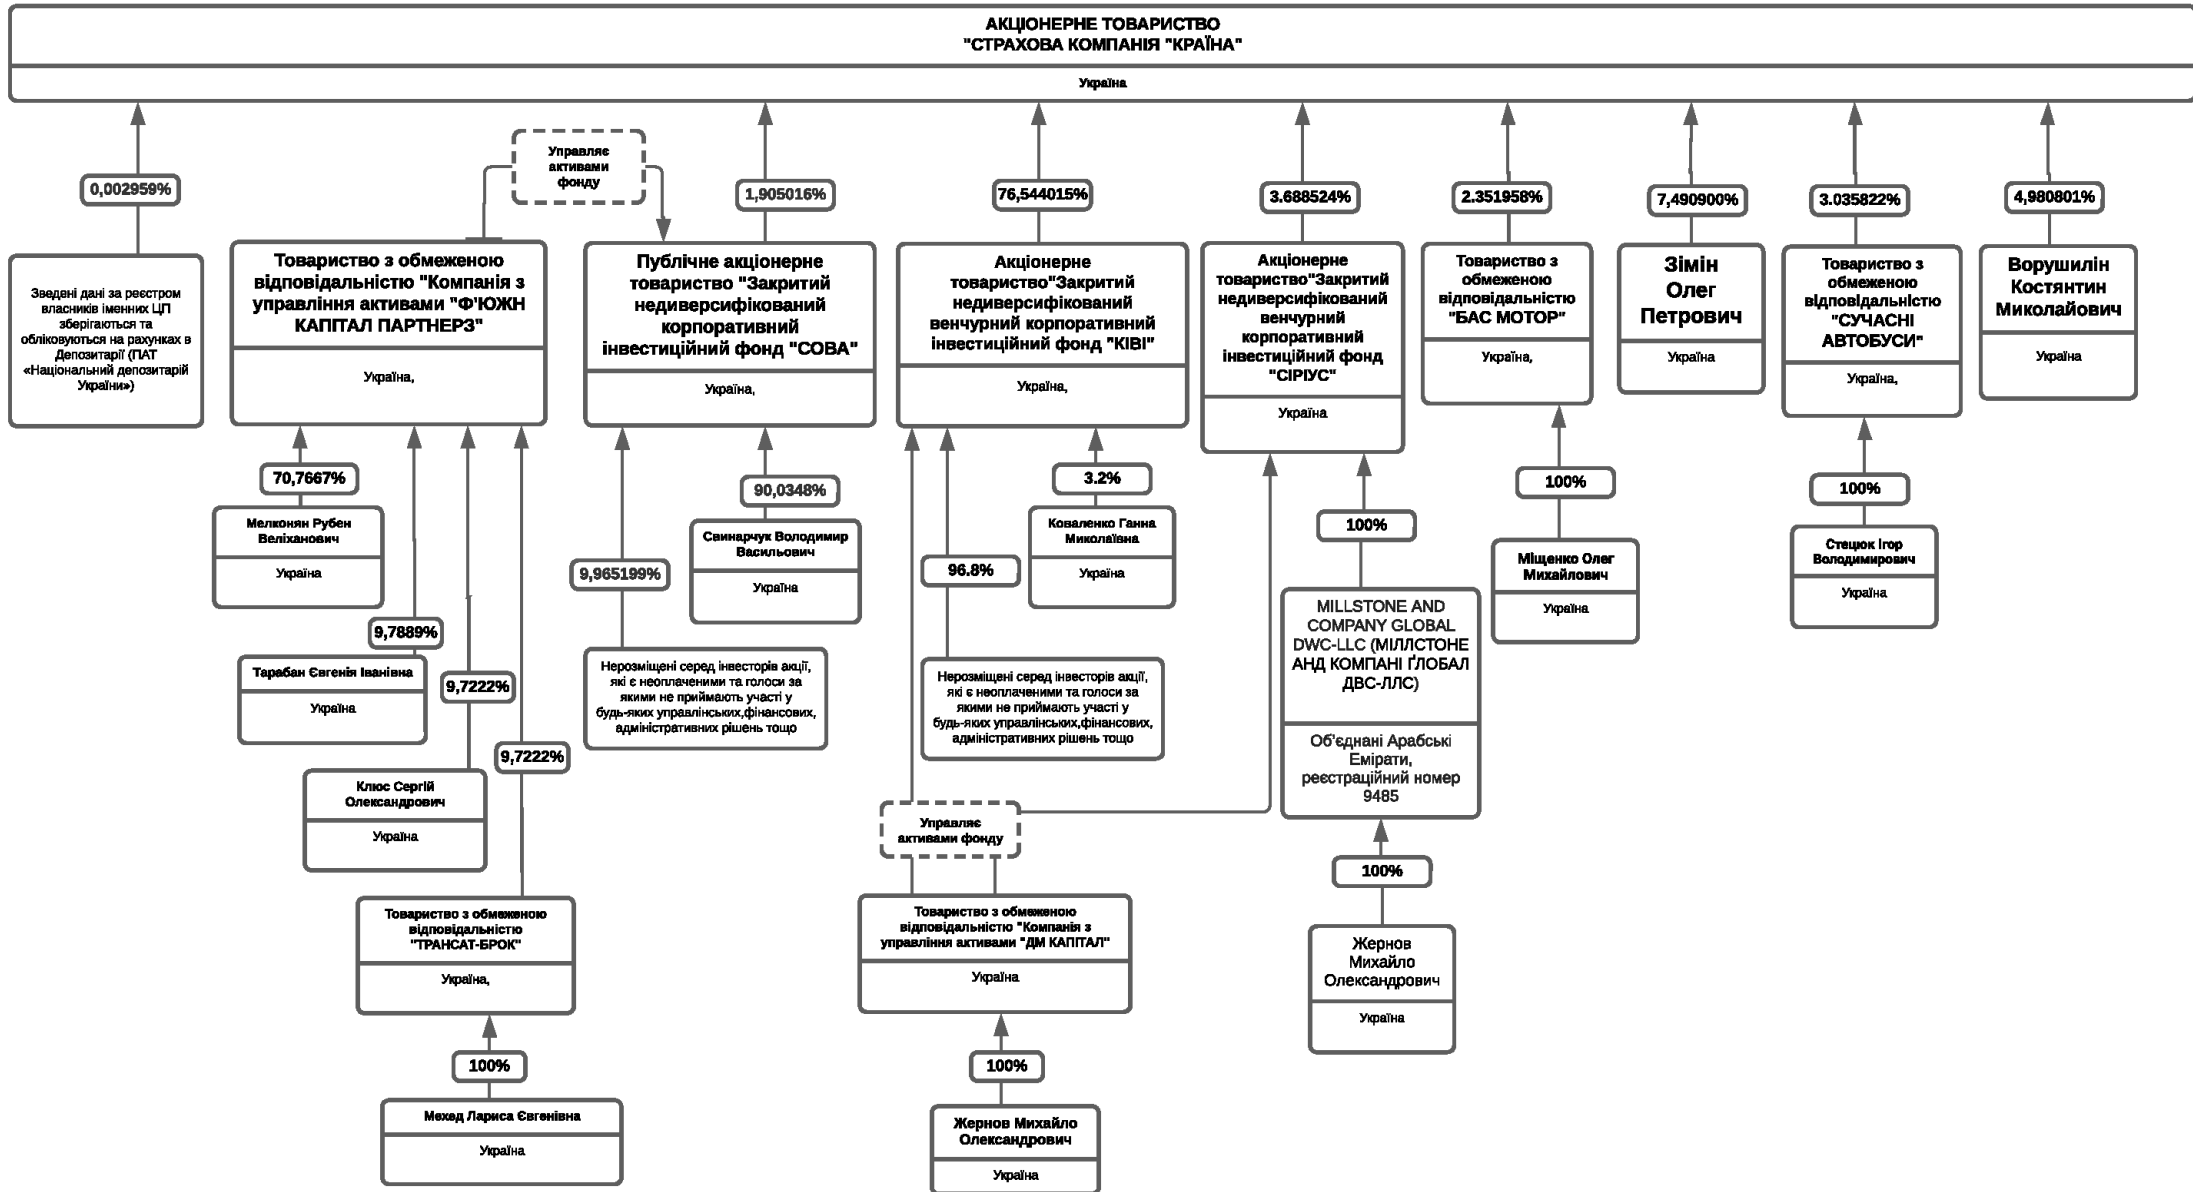 АКЦІОНЕРНЕ ТОВАРИСТВО
"СТРАХОВА КОМПАНІЯ "КРАЇНА"
Україна
Управляє
активами
фонду
0,002959%
1,905016%
76,544015%
3.688524%
2.351958%
7,490900%
3.035822%
4,980801%
Зведені дані за реєстром
власників іменних ЦП
зберігаються та
обліковуються на рахунках в
Депозитарії (ПАТ
«Національний депозитарій
України»)
Товариство з обмеженою
відповідальністю "Компанія з
управління активами "Ф'ЮЖН
КАПІТАЛ ПАРТНЕРЗ"
Україна,
Публічне акціонерне
товариство "Закритий
недиверсифікований
корпоративний
інвестиційний фонд "СОВА"
Україна,
Акціонерне
товариство"Закритий
недиверсифікований
венчурний корпоративний
інвестиційний фонд "КІВІ"
Україна,
Акціонерне
товариство"Закритий
недиверсифікований
венчурний
корпоративний
інвестиційний фонд
"СІРІУС"
Україна
Товариство з
обмеженою
відповідальністю
"БАС МОТОР"
Україна,
Зімін
Олег
Петрович
Україна
Товариство з
обмеженою
відповідальністю
"СУЧАСНІ
АВТОБУСИ"
Україна,
Ворушилін
Костянтин
Миколайович
Україна
70,7667%
Мелконян Рубен
Веліханович
Україна
9,7889%
Тарабан Євгенія Іванівна
Україна
9,7222%
Клюс Сергій
Олександрович
Україна
9,7222%
Товариство з обмеженою
відповідальністю
"ТРАНСАТ-БРОК"
Україна,
100%
Мехед Лариса Євгенівна
Україна
9,965199%
Нерозміщені серед інвесторів акції,
які є неоплаченими та голоси за
якими не приймають участі у
будь-яких управлінських,фінансових,
адміністративних рішень тощо
90,0348%
Свинарчук Володимир
Васильович
Україна
96.8%
Нерозміщені серед інвесторів акції,
які є неоплаченими та голоси за
якими не приймають участі у
будь-яких управлінських,фінансових,
адміністративних рішень тощо
3.2%
Коваленко Ганна
Миколаївна
Україна
Управляє
активами фонду
Товариство з обмеженою
відповідальністю "Компанія з
управління активами "ДМ КАПІТАЛ"
Україна
100%
Жернов Михайло
Олександрович
Україна
100%
MILLSTONE AND
COMPANY GLOBAL
DWC-LLC (МІЛЛСТОНЕ
АНД КОМПАНІ ҐЛОБАЛ
ДВС-ЛЛС)
Об'єднані Арабські
Емірати,
реєстраційний номер
9485
100%
Жернов
Михайло
Олександрович
Україна
100%
Міщенко Олег
Михайлович
Україна
100%
Стецюк Ігор
Володимирович
Україна